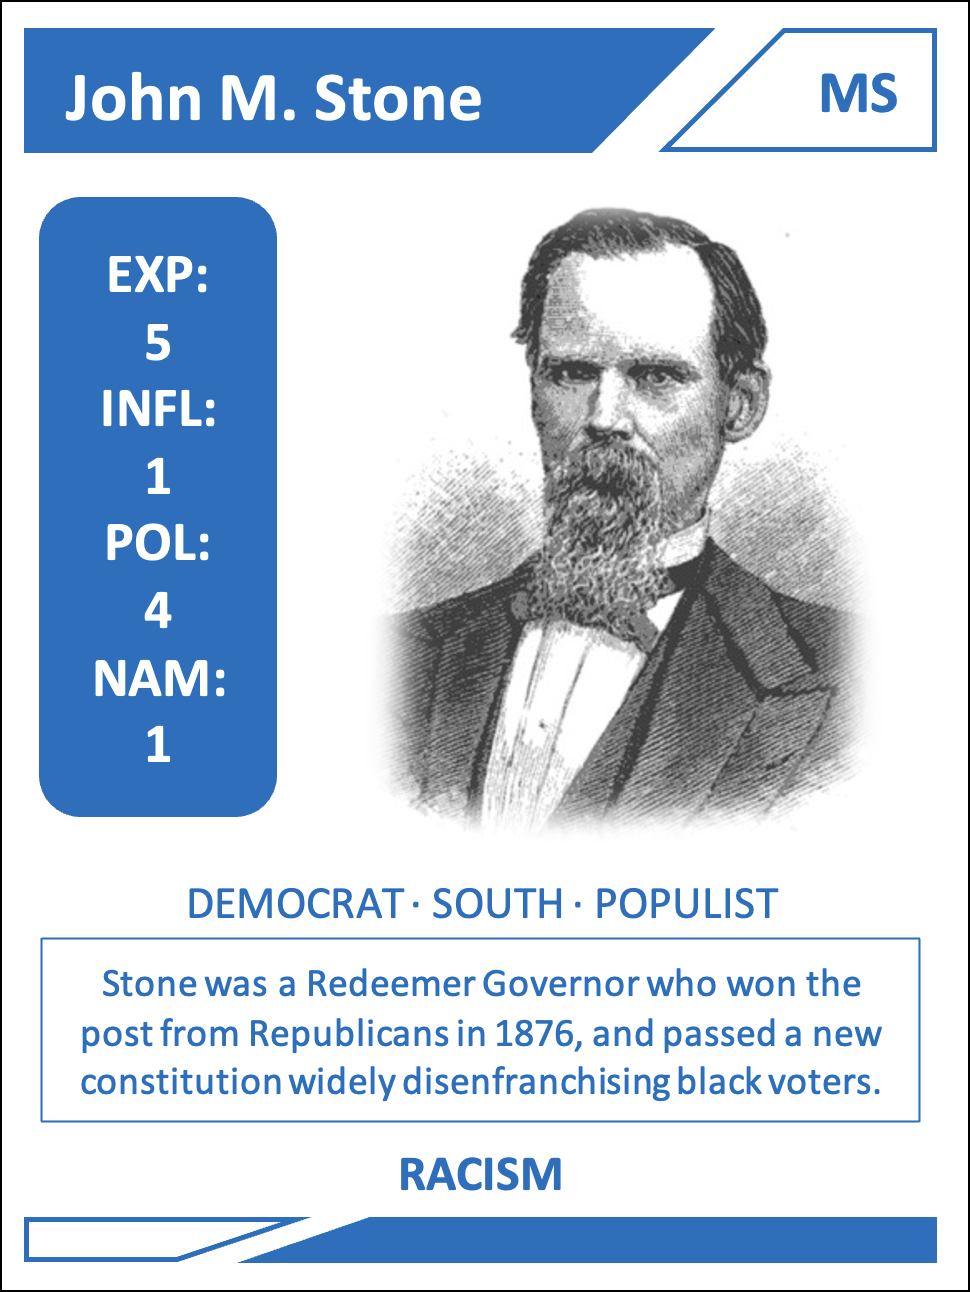 John M. Stone
MS
EXP:
5
INFL:
1
POL:
4
NAM:
1
DEMOCRAT · SOUTH · POPULIST
Stone was a Redeemer Governor who won the
post from Republicans in 1876, and passed a new
constitution widely disenfranchising black voters.
RACISM